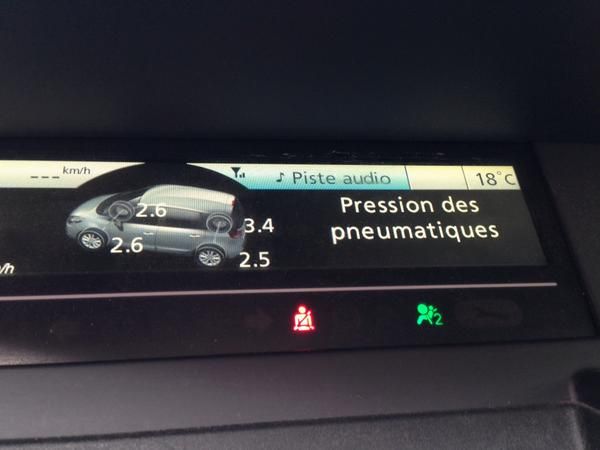 --- km/h
♪ Piste audio
18°C
Pression des
pneumatiques
2.6
3.4
2.6
2.5
/h
2